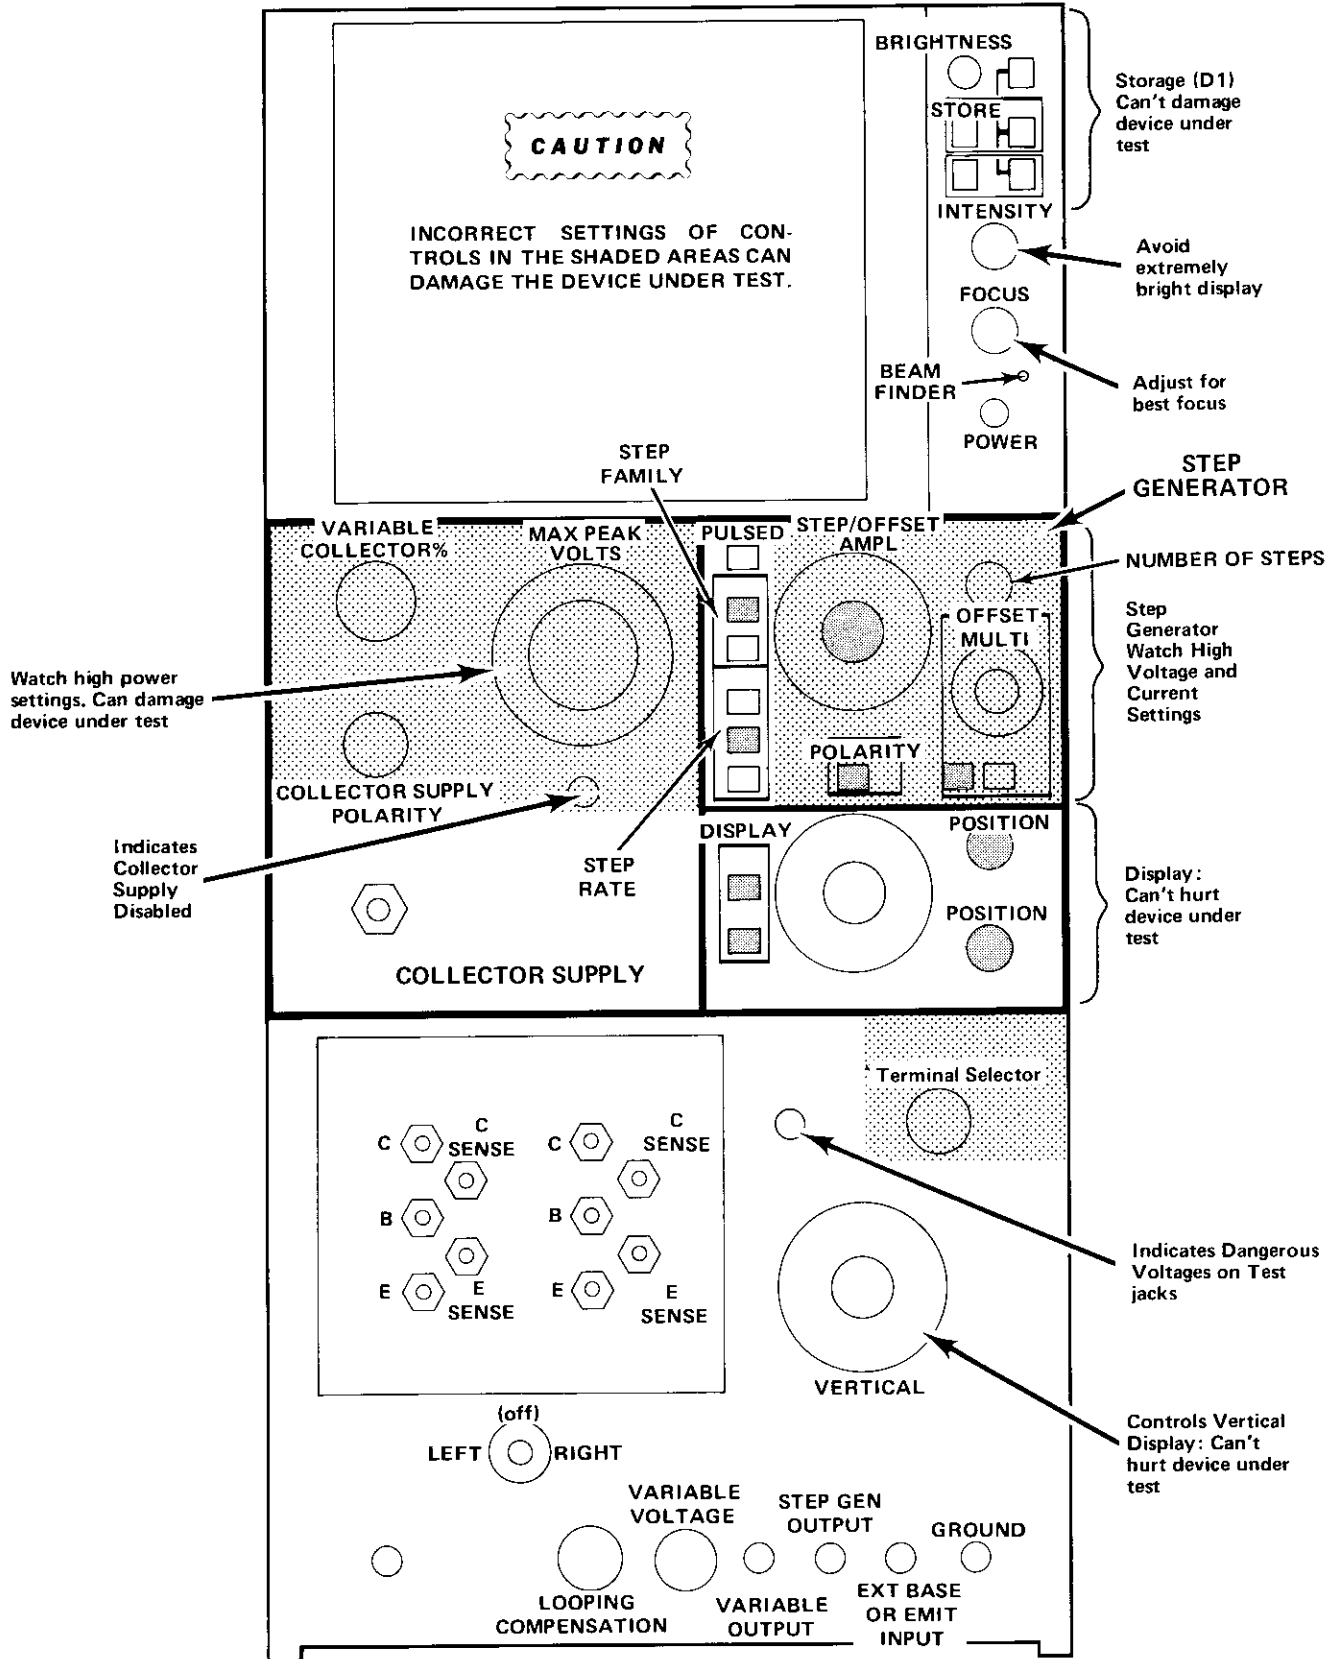 BRIGHTNESS
STORE
Storage (D1)
Can't damage
device under
test
CAUTION
INCORRECT SETTINGS OF CON-
TROLS IN THE SHADED AREAS CAN
DAMAGE THE DEVICE UNDER TEST.
INTENSITY
Avoid
extremely
bright display
FOCUS
BEAM
FINDER
Adjust for
best focus
POWER
STEP
FAMILY
STEP
GENERATOR
VARIABLE
COLLECTOR%
MAX PEAK
VOLTS
PULSED
STEP/OFFSET
AMPL
NUMBER OF STEPS
OFFSET
MULTI
Step
Generator
Watch High
Voltage and
Current
Settings
Watch high power
settings. Can damage
device under test
POLARITY
COLLECTOR SUPPLY
POLARITY
Indicates
Collector
Supply
Disabled
STEP
RATE
DISPLAY
POSITION
POSITION
Display:
Can't hurt
device under
test
COLLECTOR SUPPLY
Terminal Selector
C
C
SENSE
C
C
SENSE
B
B
E
E
SENSE
E
E
SENSE
Indicates Dangerous
Voltages on Test
jacks
VERTICAL
Controls Vertical
Display: Can't
hurt device under
test
(off)
LEFT
RIGHT
VARIABLE
VOLTAGE
STEP GEN
OUTPUT
GROUND
LOOPING
COMPENSATION
VARIABLE
OUTPUT
EXT BASE
OR EMIT
INPUT